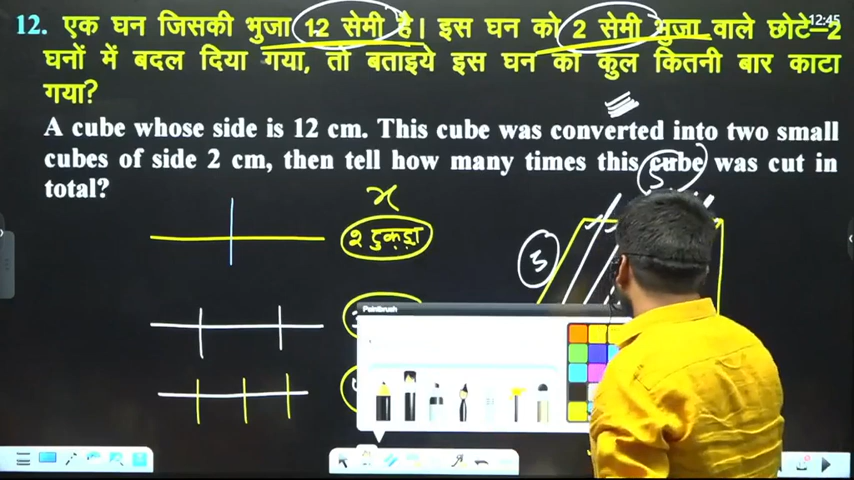 12. एक घन जिसकी भुजा 12 सेमी है। इस घन को 2 सेमी भुजा वाले छोटे–2
12:45
घनों में बदल दिया गया, तो बताइये इस घन को कुल कितनी बार काटा
गया?
A cube whose side is 12 cm. This cube was converted into two small
cubes of side 2 cm, then tell how many times this cube was cut in
total?
x
5
2 टुकड़ा
5
Paintbrush